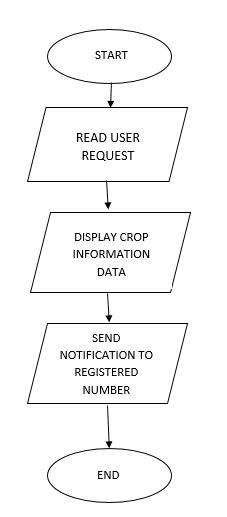 START
READ USER
REQUEST
DISPLAY CROP
INFORMATION
DATA
SEND
NOTIFICATION TO
REGISTERED
NUMBER
END